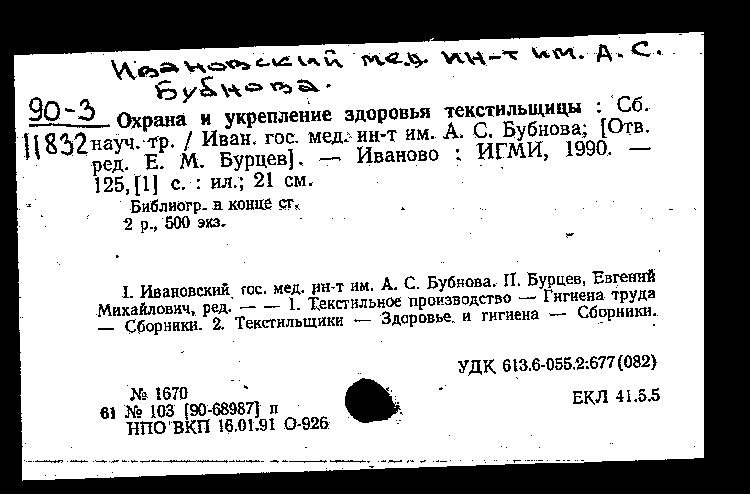 Ивановский мед. ин-т им. А. С.
Бубнова.
90-3
11832
Охрана и укрепление здоровья текстильщицы : Сб.
науч. тр. / Иван. гос. мед. ин-т им. А. С. Бубнова; [Отв.
ред. Е. М. Бурцев]. — Иваново : ИГМИ, 1990. —
125,[1] с. : ил.; 21 см.
Библиогр. в конце ст.
2 р., 500 экз.
I. Ивановский гос. мед. ин-т им. А. С. Бубнова. II. Бурцев, Евгений
Михайлович, ред. — — 1. Текстильное производство — Гигиена труда
— Сборники. 2. Текстильщики — Здоровье и гигиена — Сборники.
УДК 613.6-055.2:677(082)
№ 1670
61 № 103 [90-68987] п
НПО ВКП 16.01.91 О-926
ЕКЛ 41.5.5